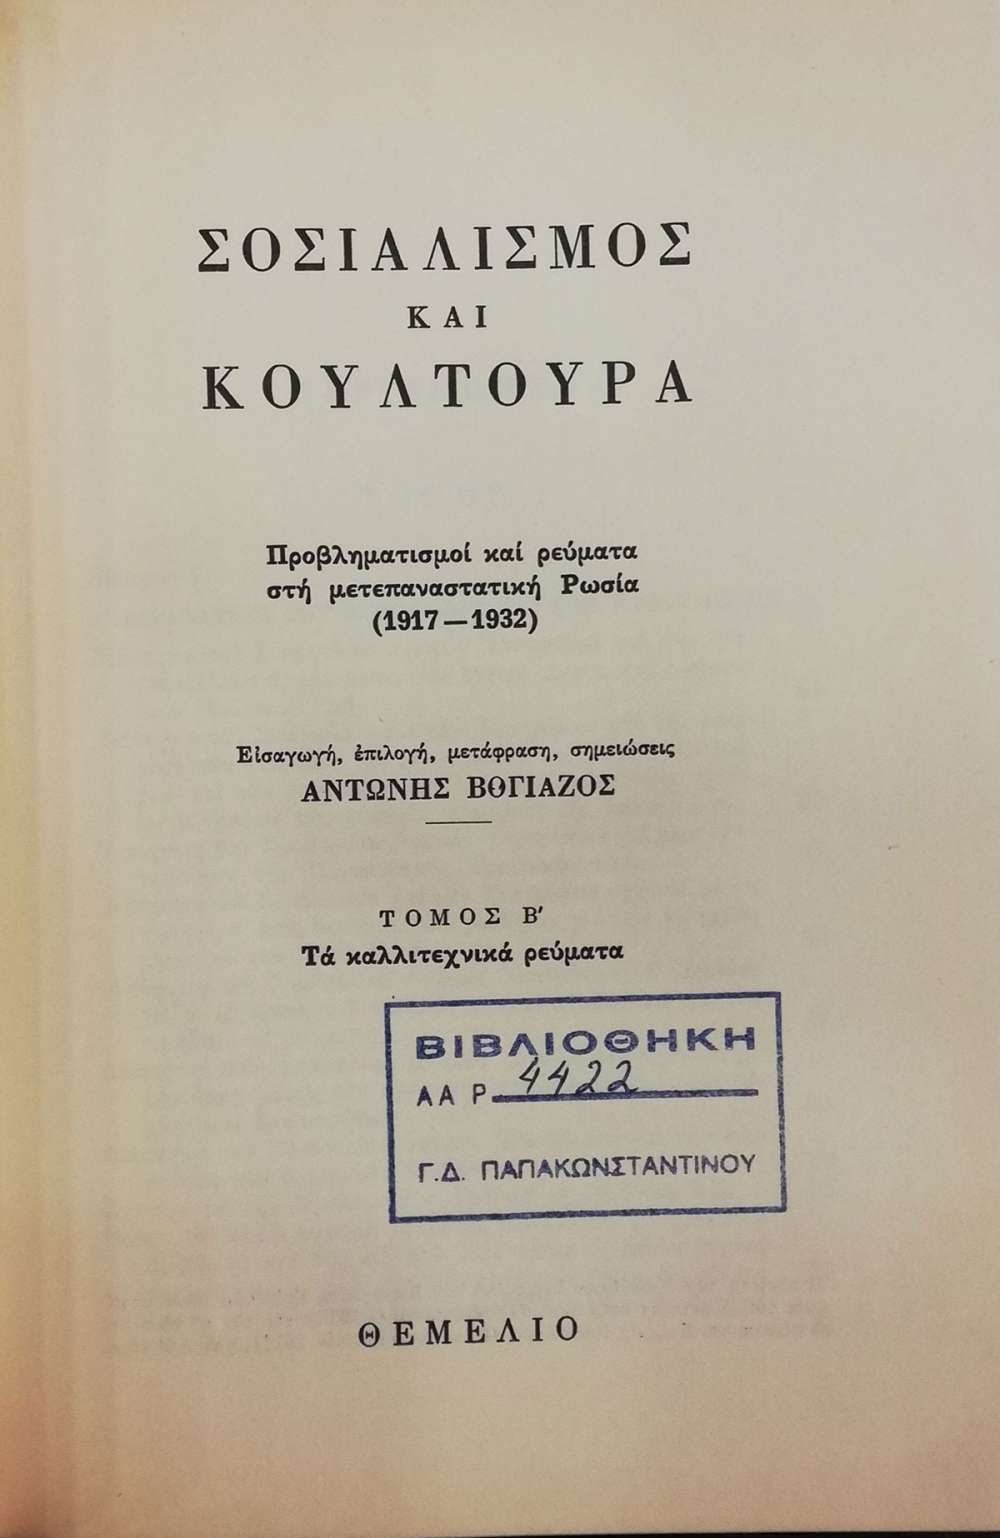 ΣΟΣΙΑΛΙΣΜΟΣ
ΚΑΙ
ΚΟΥΛΤΟΥΡΑ
Προβληματισμοί καί ρεύματα
στή μετεπαναστατική Ρωσία
(1917—1932)
Εἰσαγωγή, ἐπιλογή, μετάφραση, σημειώσεις
ΑΝΤΩΝΗΣ ΒΟΓΙΑΖΟΣ
ΤΟΜΟΣ Β'
Τά καλλιτεχνικά ρεύματα
ΒΙΒΛΙΟΘΗΚΗ
ΑΑ Ρ 4422
Γ.Δ. ΠΑΠΑΚΩΝΣΤΑΝΤΙΝΟΥ
ΘΕΜΕΛΙΟ